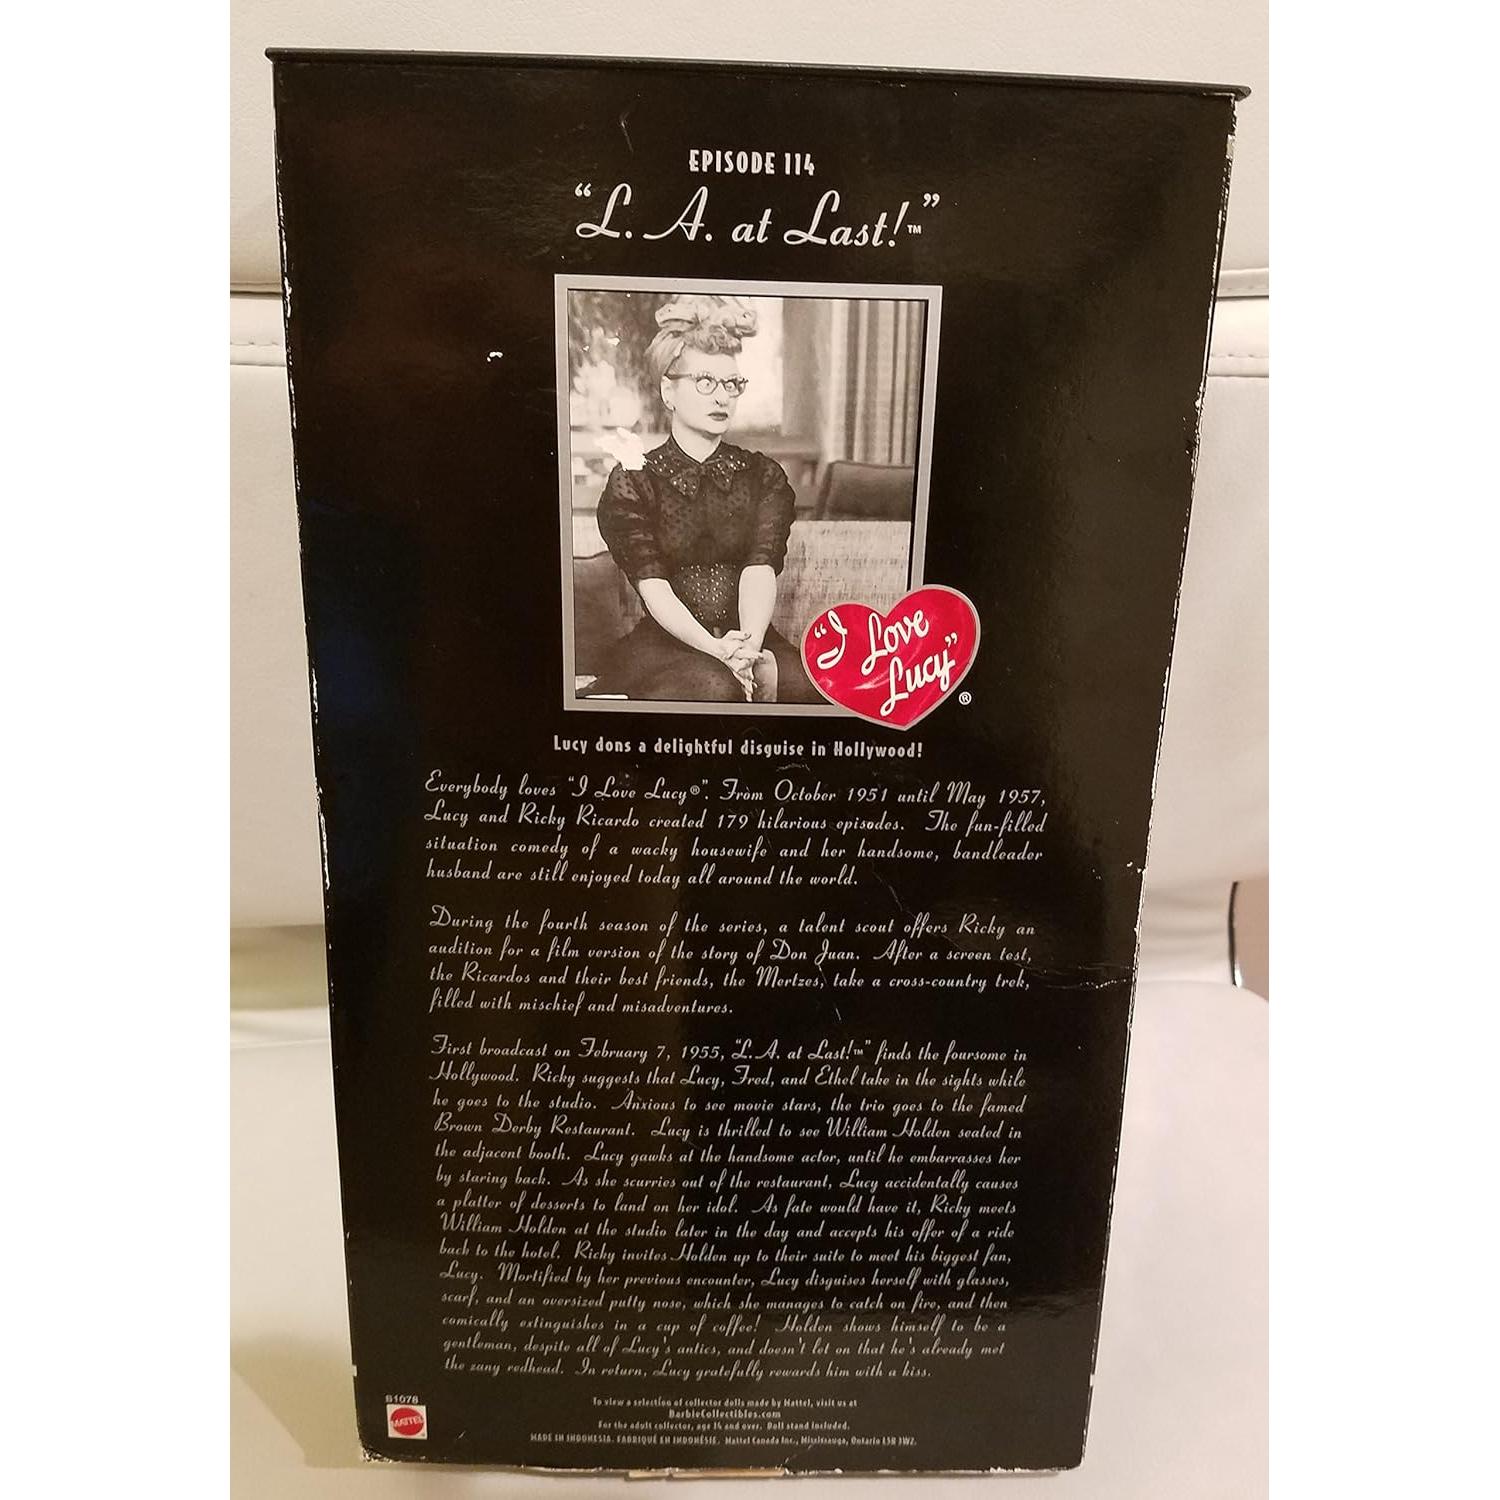 EPISODE 114
“L. A. at Last!™”
“I Love Lucy”®
Lucy dons a delightful disguise in Hollywood!
Everybody loves “I Love Lucy®”. From October 1951 until May 1957,
Lucy and Ricky Ricardo created 179 hilarious episodes. The fun-filled
situation comedy of a wacky housewife and her handsome, bandleader
husband are still enjoyed today all around the world.
During the fourth season of the series, a talent scout offers Ricky an
audition for a film version of the story of Don Juan. After a screen test,
the Ricardos and their best friends, the Mertzes, take a cross-country trek,
filled with mischief and misadventures.
First broadcast on February 7, 1955, “L.A. at Last!™” finds the foursome in
Hollywood. Ricky suggests that Lucy, Fred, and Ethel take in the sights while
he goes to the studio. Anxious to see movie stars, the trio goes to the famed
Brown Derby Restaurant. Lucy is thrilled to see William Holden seated in
the adjacent booth. Lucy gawks at the handsome actor, until he embarrasses her
by staring back. As she scurries out of the restaurant, Lucy accidentally causes
a platter of desserts to land on her idol. As fate would have it, Ricky meets
William Holden at the studio later in the day and accepts his offer of a ride
back to the hotel. Ricky invites Holden up to their suite to meet his biggest fan,
Lucy. Mortified by her previous encounter, Lucy disguises herself with glasses,
scarf, and an oversized putty nose, which she manages to catch on fire, and then
comically extinguishes in a cup of coffee! Holden shows himself to be a
gentleman, despite all of Lucy's antics, and doesn't let on that he's already met
the zany redhead. In return, Lucy gratefully rewards him with a kiss.
B1078
MATTEL
To view a selection of collector dolls made by Mattel, visit us at
BarbieCollectibles.com
For the adult collector, age 14 and over. Doll stand included.
MADE IN INDONESIA. FABRIQUÉ EN INDONÉSIE. Mattel Canada Inc., Mississauga, Ontario L5R 3W2.